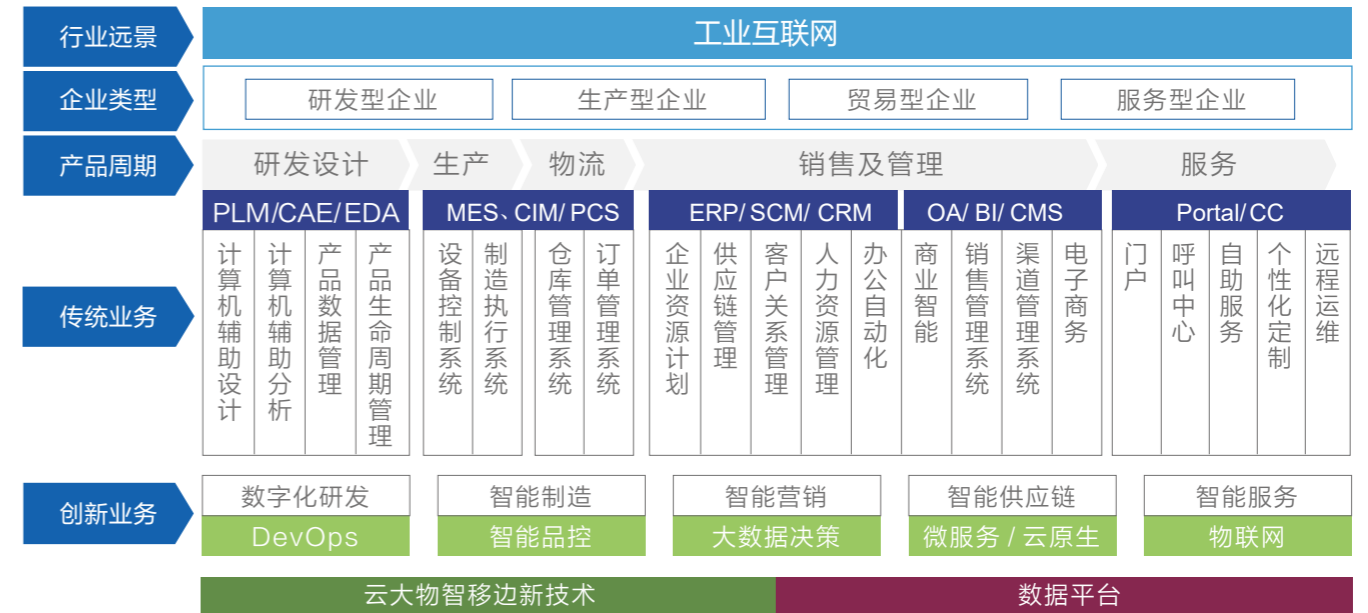 行业远景
工业互联网
企业类型
研发型企业
生产型企业
贸易型企业
服务型企业
产品周期
研发设计
生产
物流
销售及管理
服务
PLM/CAE/EDA
MES、CIM/ PCS
ERP/ SCM/ CRM
OA/ BI/ CMS
Portal/ CC
传统业务
计算机辅助设计
计算机辅助分析
产品数据管理
产品生命周期管理
设备控制系统
制造执行系统
仓库管理系统
订单管理系统
企业资源计划
供应链管理
客户关系管理
人力资源管理
办公自动化
商业智能
销售管理系统
渠道管理系统
电子商务
门户
呼叫中心
自助服务
个性化定制
远程运维
创新业务
数字化研发
智能制造
智能营销
智能供应链
智能服务
DevOps
智能品控
大数据决策
微服务 / 云原生
物联网
云大物智移边新技术
数据平台